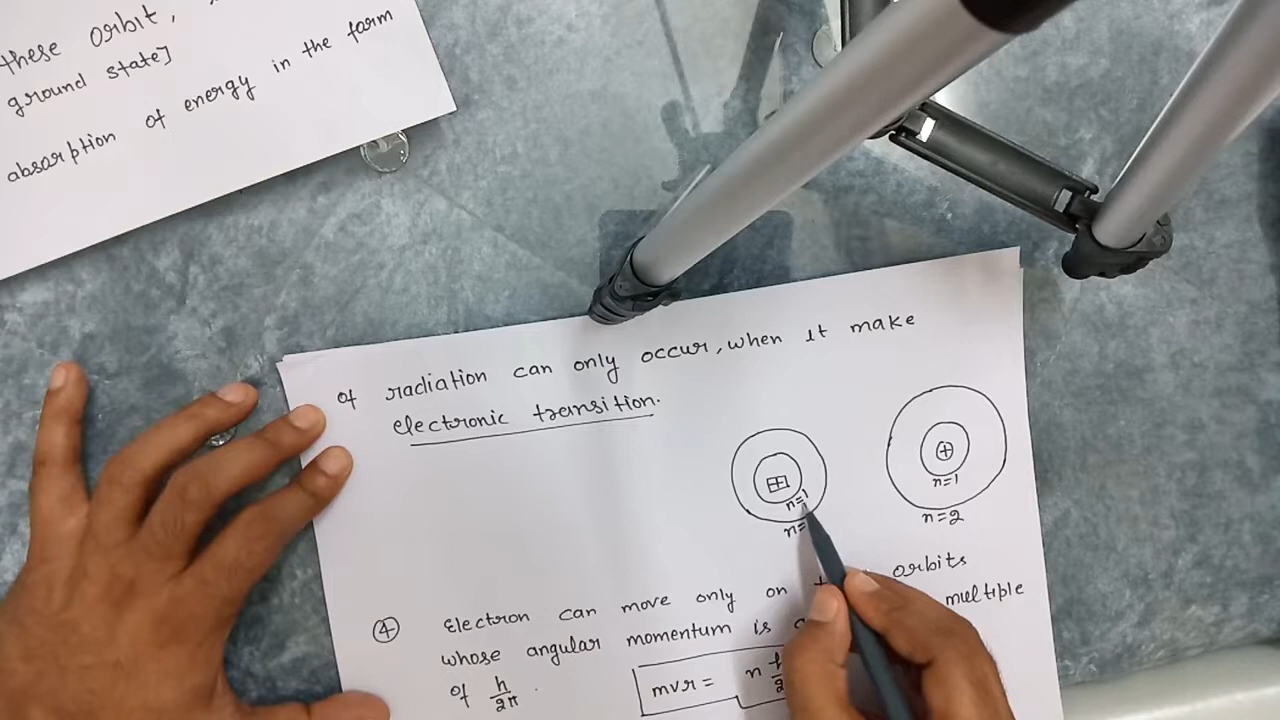 these orbit,
ground state]
absorption of energy in the form
of radiation can only occur, when it make
electronic transition.
n=1
n=
n=1
n=2
④ Electron can move only on orbits
whose angular momentum is multiple
of h/2π .
mvr = n h/2